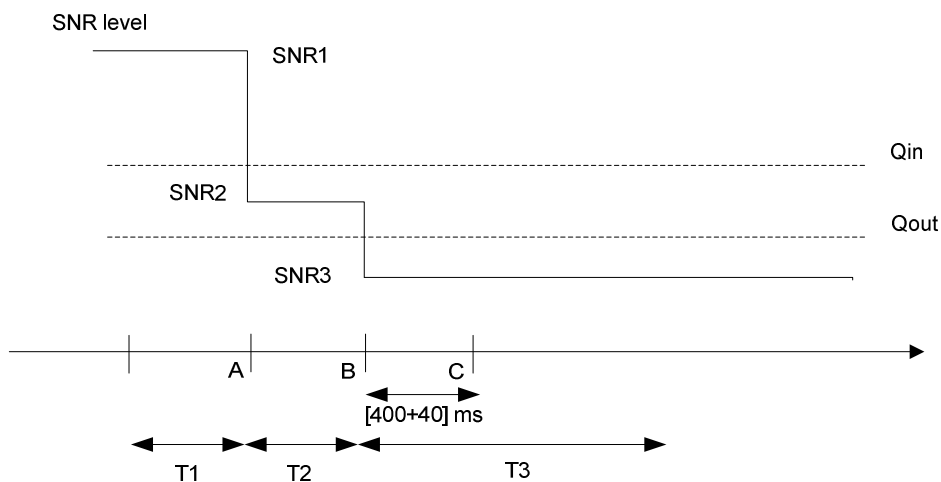 SNR level
SNR1
Qin
SNR2
Qout
SNR3
A
B
C
[400+40] ms
T1
T2
T3